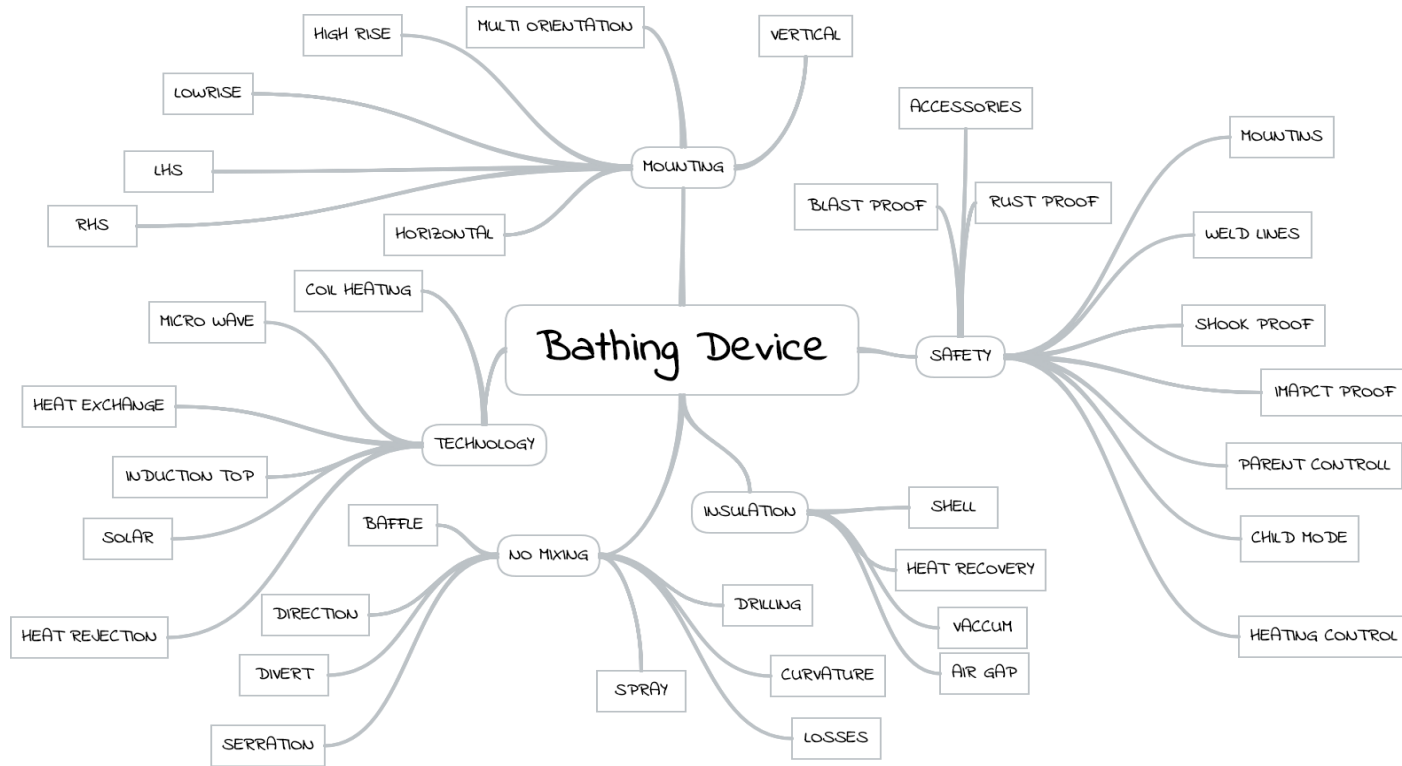 MULTI ORIENTATION
VERTICAL
HIGH RISE
LOWRISE
ACCESSORIES
MOUNTINS
MOUNTING
LHS
BLAST PROOF
RUST PROOF
RHS
HORIZONTAL
WELD LINES
COIL HEATING
MICRO WAVE
SHOOK PROOF
Bathing Device
SAFETY
IMAPCT PROOF
HEAT EXCHANGE
TECHNOLOGY
PARENT CONTROLL
INDUCTION TOP
SHELL
INSULATION
BAFFLE
SOLAR
CHILD MODE
NO MIXING
HEAT RECOVERY
DRILLING
DIRECTION
VACCUM
HEAT REJECTION
HEATING CONTROL
DIVERT
CURVATURE
AIR GAP
SPRAY
SERRATION
LOSSES